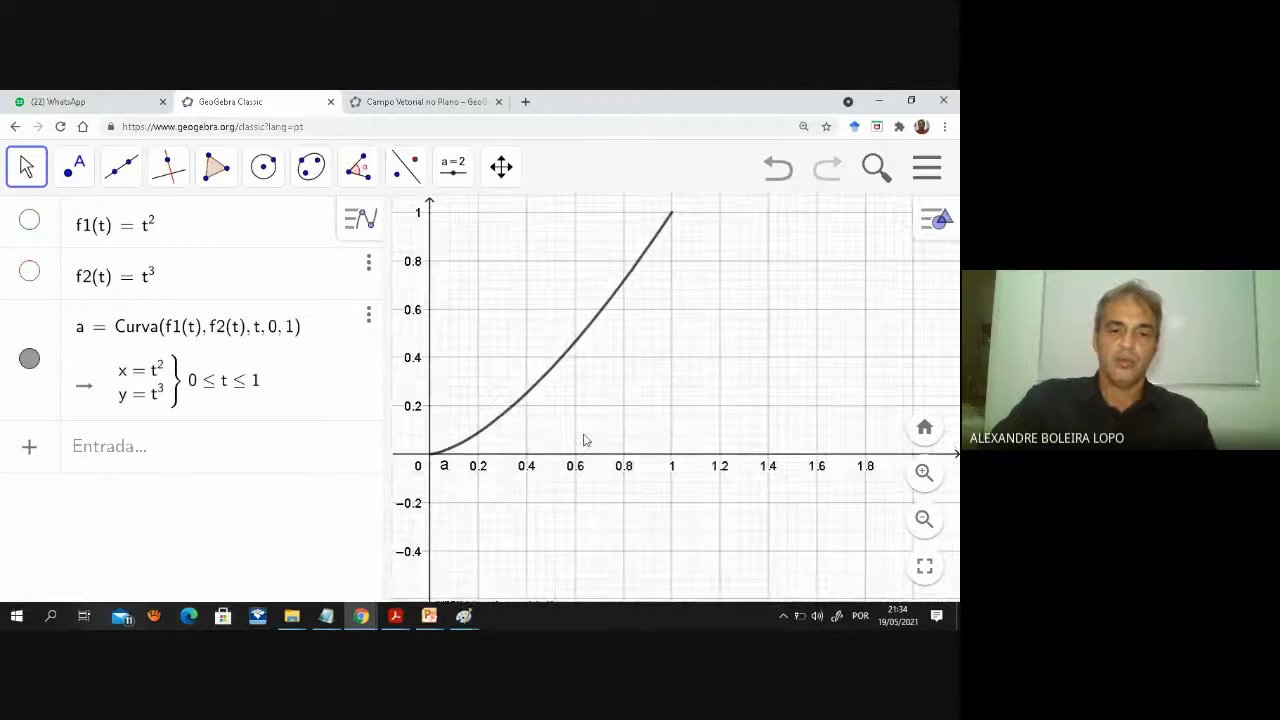 (22) WhatsApp
GeoGebra Classic
Campo Vetorial no Plano – GeoG
https://www.geogebra.org/classic?lang=pt
A
α
a = 2
f1(t) = t²
f2(t) = t³
a = Curva(f1(t), f2(t), t, 0, 1)
→ x = t²
y = t³ } 0 ≤ t ≤ 1
+ Entrada...
1
0.8
0.6
0.4
0.2
0 a 0.2 0.4 0.6 0.8 1 1.2 1.4 1.6 1.8
−0.2
−0.4
ALEXANDRE BOLEIRA LOPO
11
POR
21:34
19/05/2021